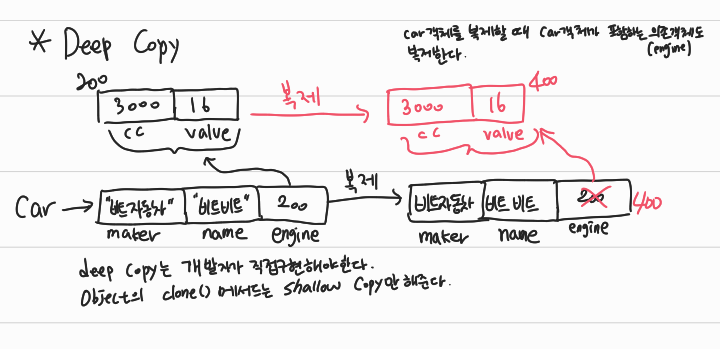 * Deep Copy
Car객체를 복제할 때 Car객체가 포함하는 의존객체도
복제한다.
(engine)
200
3000 16
cc value
복제
400
3000 16
cc value
Car → "비트자동차" "비트비트" 200
maker name engine
복제
비트자동차 비트비트 200 400
maker name engine
deep Copy는 개발자가 직접구현해야한다.
Object의 clone() 메서드는 shallow Copy만 해준다.